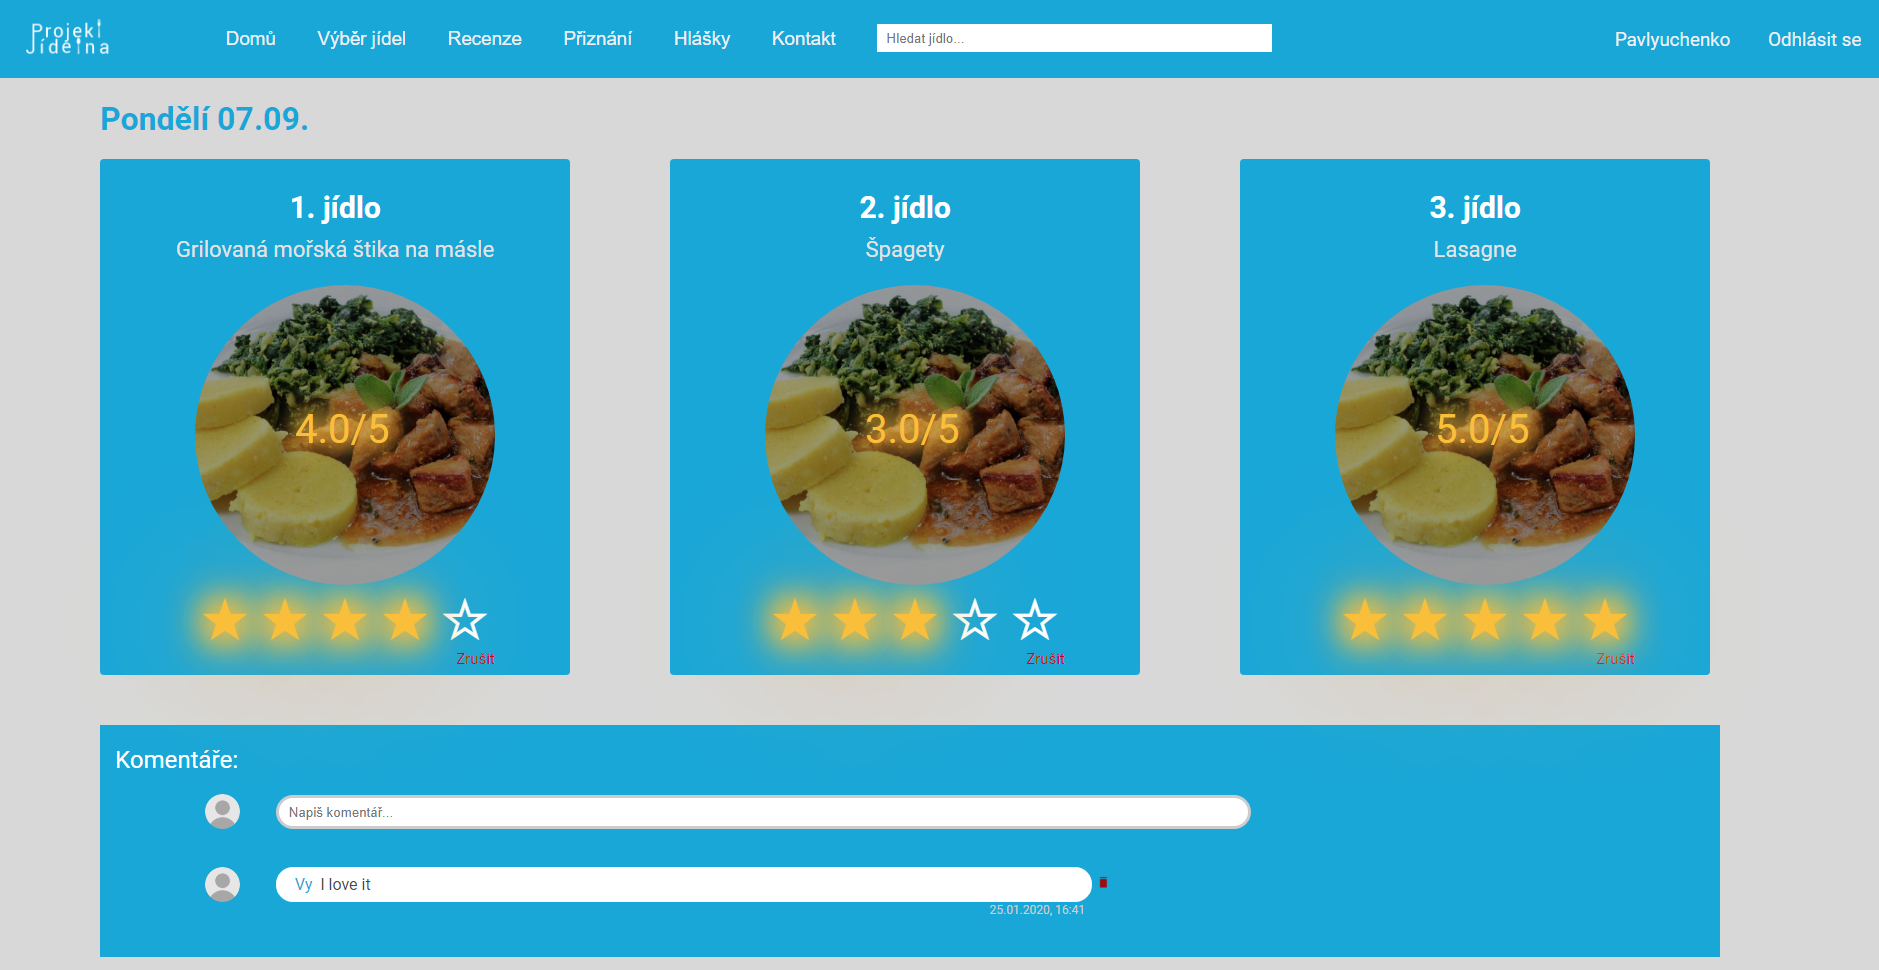 Projekt
Jídelna
Domů Výběr jídel Recenze Přiznání Hlášky Kontakt Hledat jídlo... Pavlyuchenko Odhlásit se
Pondělí 07.09.
1. jídlo
Grilovaná mořská štika na másle
4.0/5
Zrušit
2. jídlo
Špagety
3.0/5
Zrušit
3. jídlo
Lasagne
5.0/5
Zrušit
Komentáře:
Napiš komentář...
Vy I love it
25.01.2020, 16:41